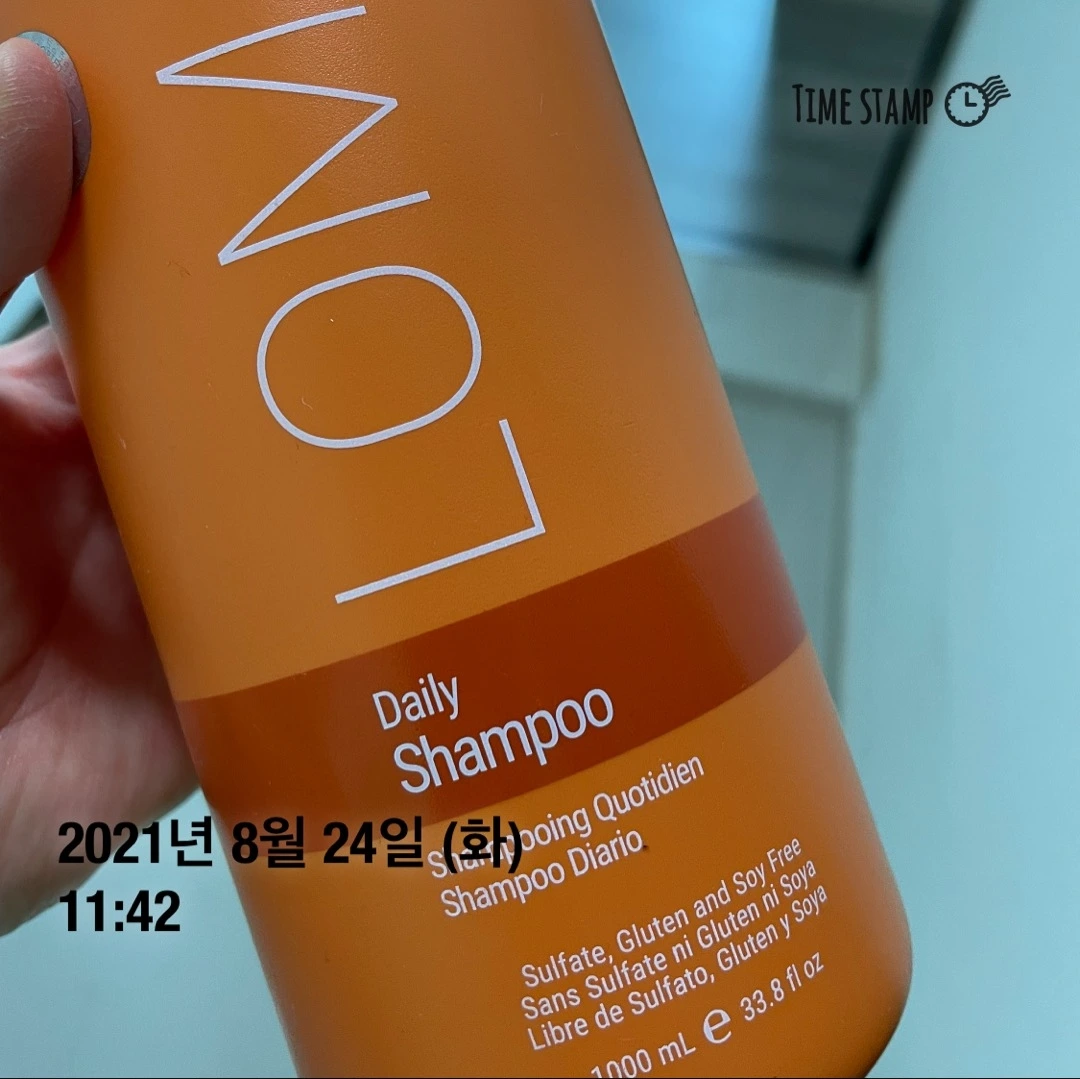 TIME STAMP
LOM
Daily
Shampoo
Shampooing Quotidien
Shampoo Diario
Sulfate, Gluten and Soy Free
Sans Sulfate ni Gluten ni Soya
Libre de Sulfato, Gluten y Soya
1000 mL e 33.8 fl oz
2021년 8월 24일 (화)
11:42